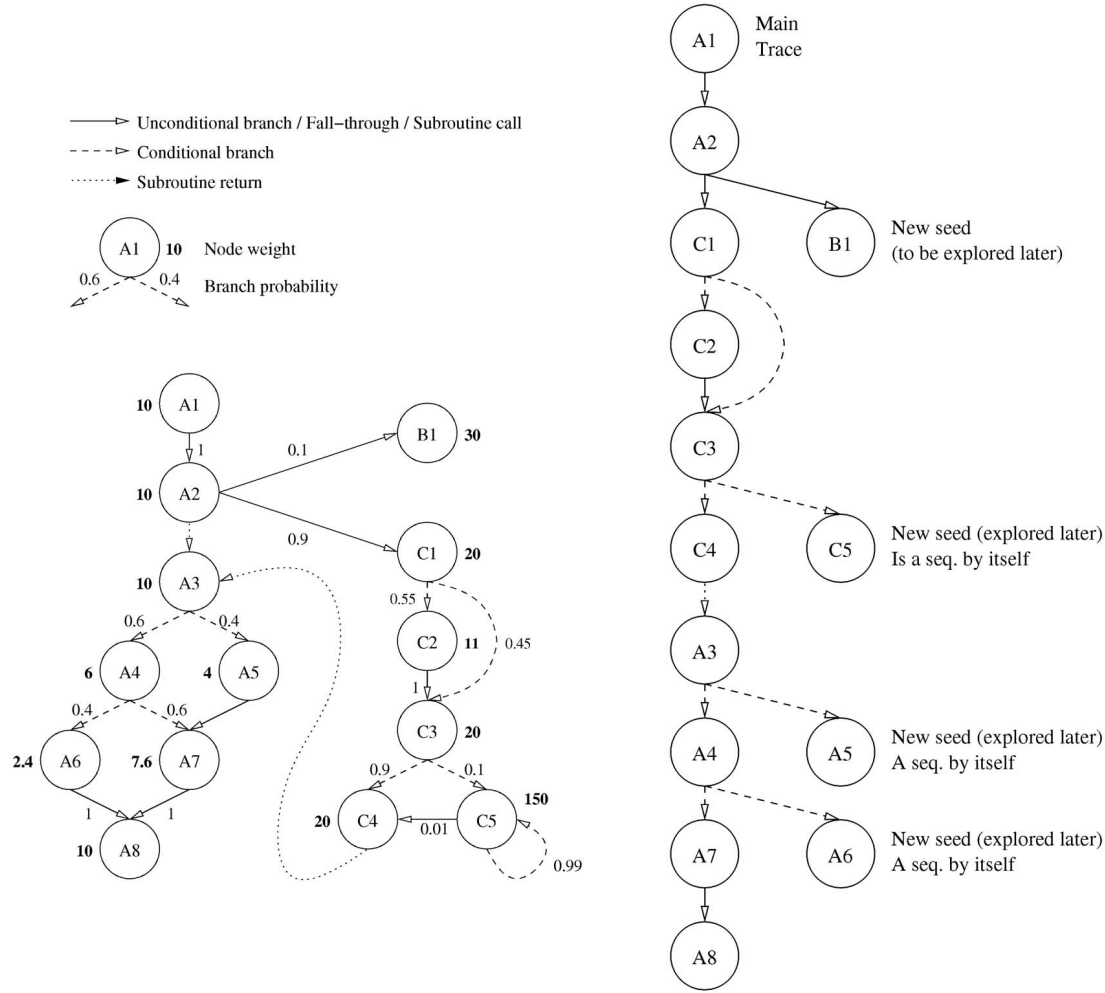 Unconditional branch / Fall−through / Subroutine call
Conditional branch
Subroutine return
A1 10 Node weight
0.6 0.4 Branch probability
10 A1
1
10 A2
0.1
B1 30
0.9
C1 20
10 A3
0.55
0.45
0.6 0.4
C2 11
6 A4
4 A5
1
0.4 0.6
C3 20
2.4 A6
7.6 A7
0.9 0.1
150
20 C4
C5
0.01
1 1
0.99
10 A8
A1 Main
Trace
A2
C1 B1 New seed
(to be explored later)
C2
C3
C4 C5 New seed (explored later)
Is a seq. by itself
A3
A4 A5 New seed (explored later)
A seq. by itself
A7 A6 New seed (explored later)
A seq. by itself
A8